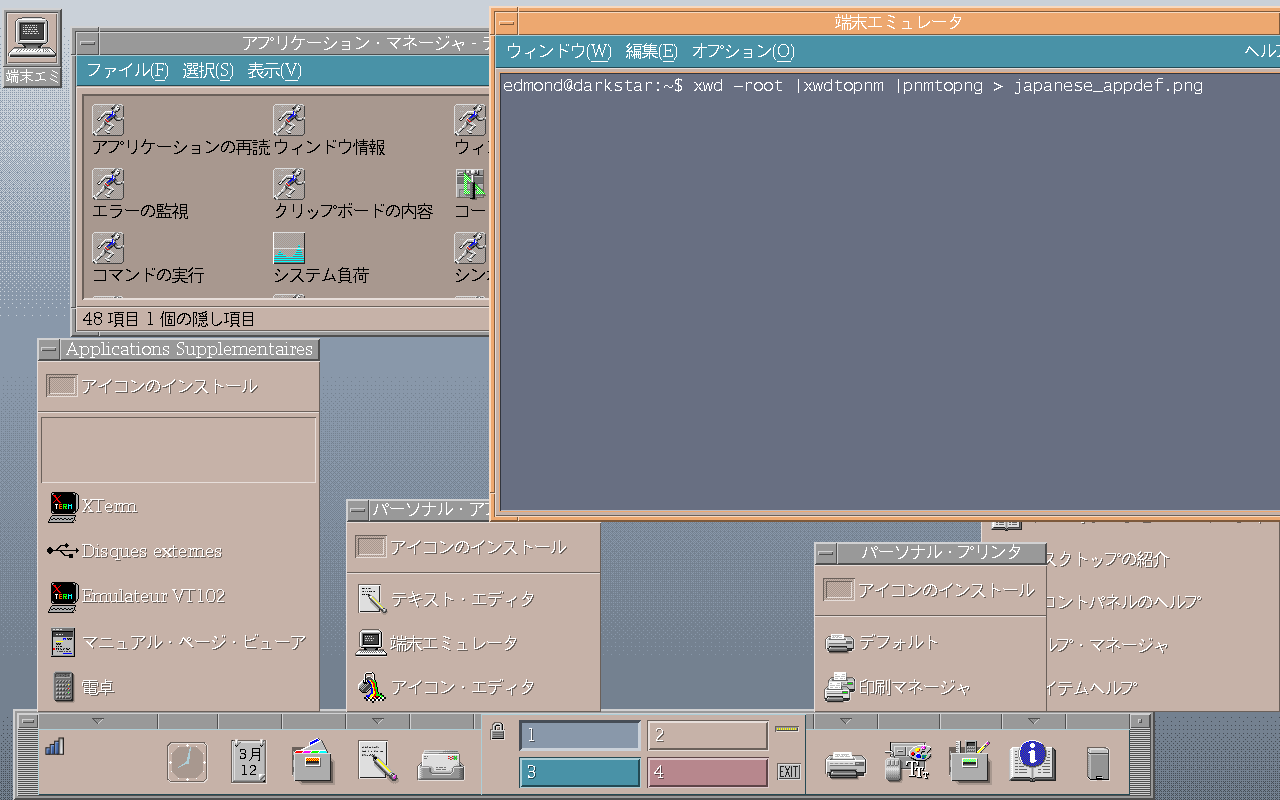 端末エミュレータ
ウィンドウ(W) 編集(E) オプション(O) ヘルプ
edmond@darkstar:~$ xwd -root |xwdtopnm |pnmtopng > japanese_appdef.png
端末エミ
アプリケーション・マネージャ -
ファイル(F) 選択(S) 表示(V)
アプリケーションの再読 ウィンドウ情報 ウィ
エラーの監視 クリップボードの内容 コー
コマンドの実行 システム負荷 シン
48 項目 1 個の隠し項目
Applications Supplementaires
アイコンのインストール
XTerm
Disques externes
Emulateur VT102
マニュアル・ページ・ビューア
電卓
パーソナル・ア
アイコンのインストール
テキスト・エディタ
端末エミュレータ
アイコン・エディタ
パーソナル・プリンタ
アイコンのインストール
デフォルト
印刷マネージャ
スクトップの紹介
コントパネルのヘルプ
ルプ・マネージャ
イテムヘルプ
3月
12
1
2
3
4
EXIT